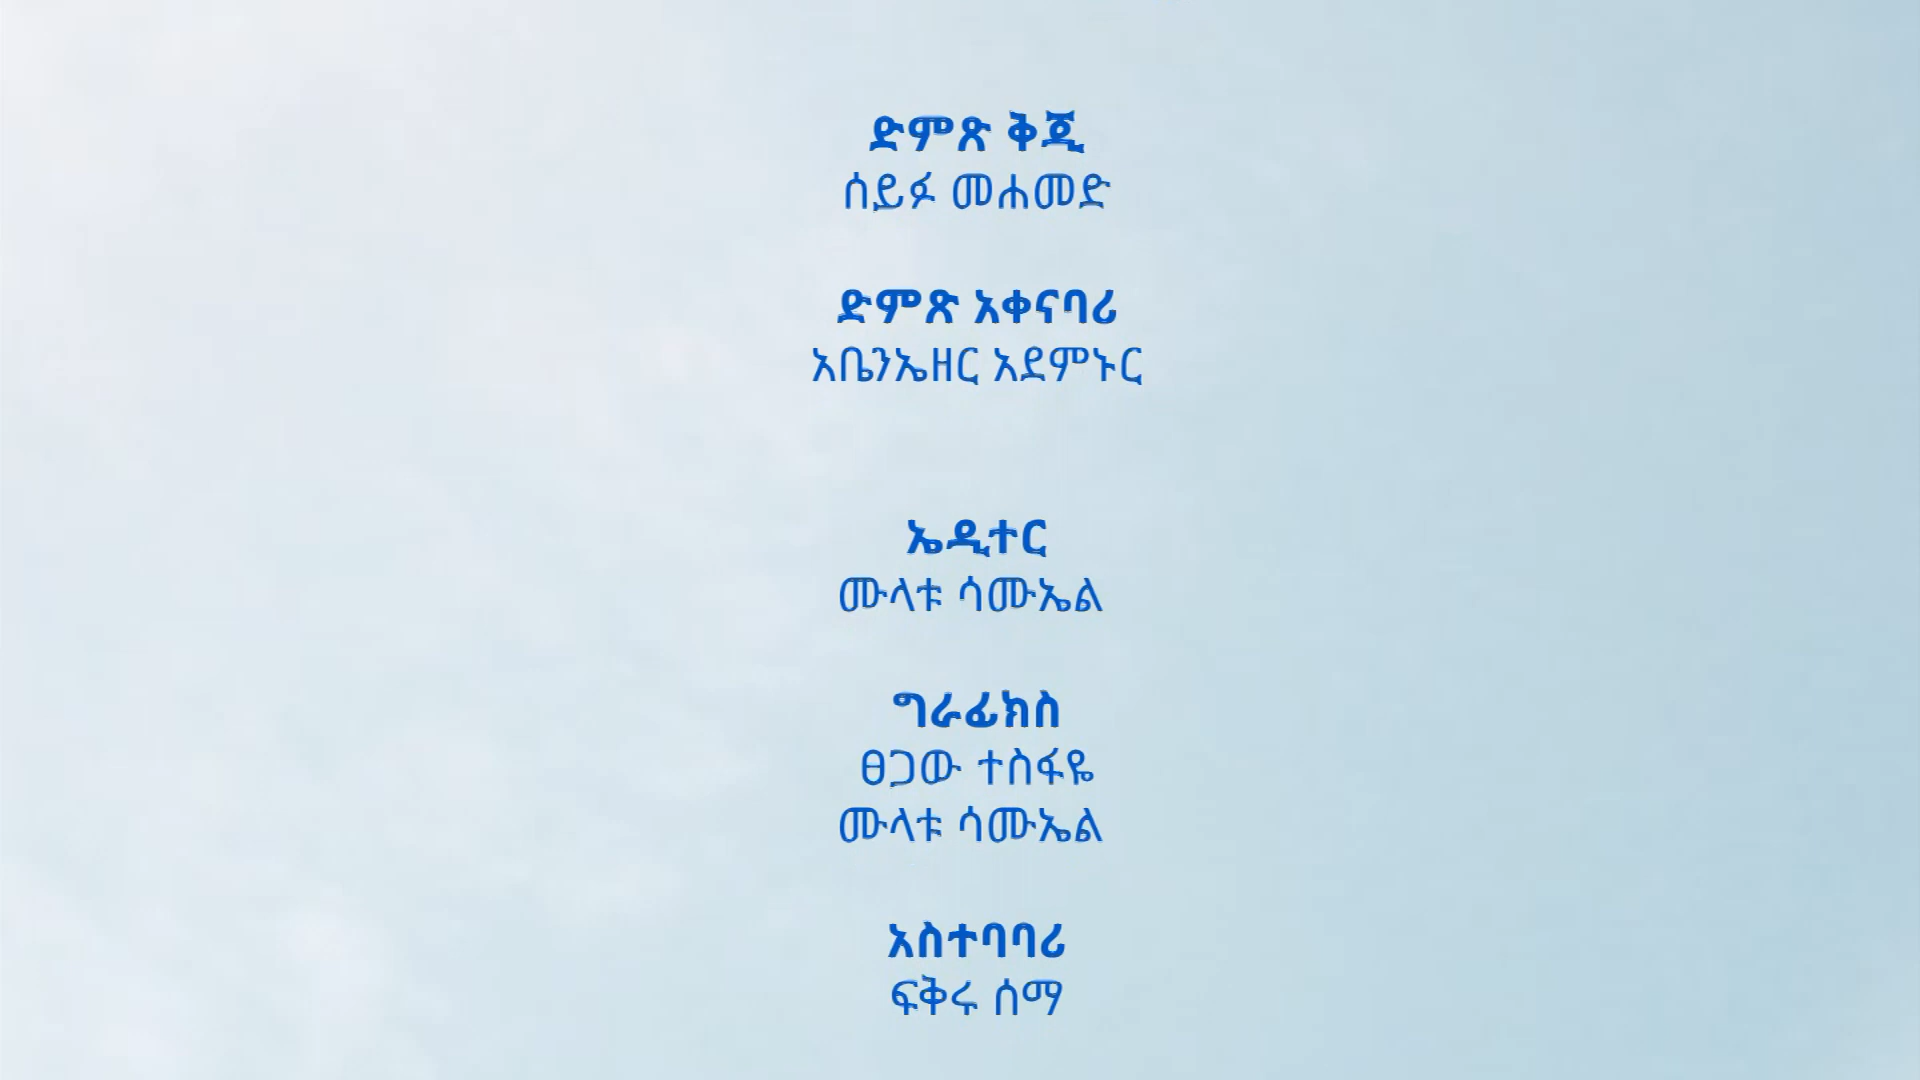 ድምጽ ቅጂ
ሰይፉ መሐመድ
ድምጽ አቀናባሪ
አቤንኤዘር አደምኑር
ኤዲተር
ሙላቱ ሳሙኤል
ግራፊክስ
ፀጋው ተስፋዬ
ሙላቱ ሳሙኤል
አስተባባሪ
ፍቅሩ ሰማ